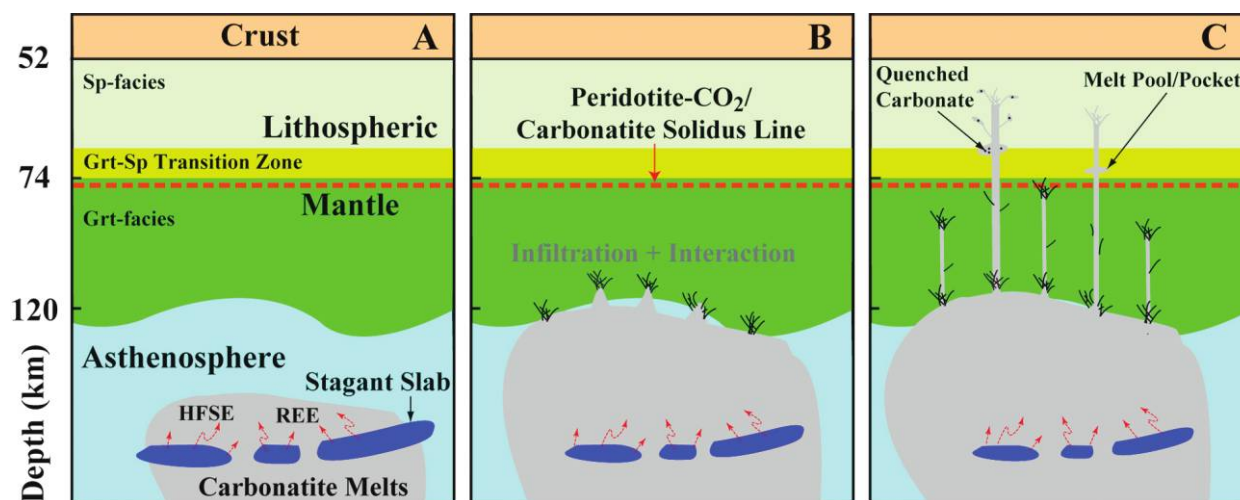 Crust
A
52
Sp-facies
Lithospheric
Grt-Sp Transition Zone
74
Mantle
Grt-facies
120
Asthenosphere
Stagant Slab
HFSE
REE
Carbonatite Melts
Depth (km)
B
Peridotite-CO₂/
Carbonatite Solidus Line
Infiltration + Interaction
C
Quenched
Carbonate
Melt Pool/Pocket